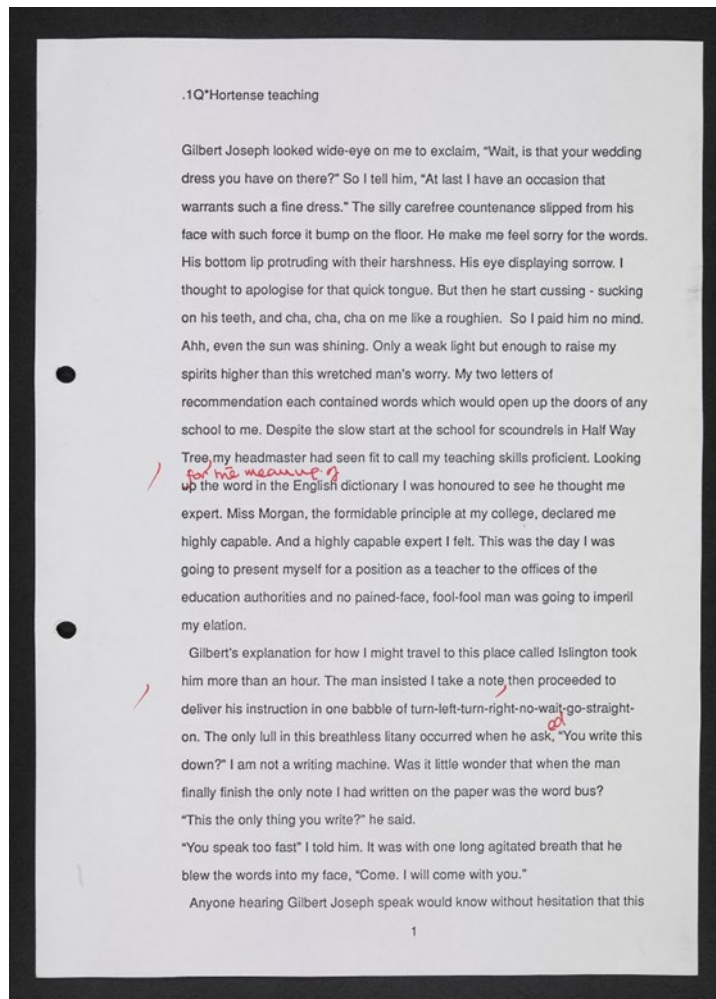 .1Q*Hortense teaching
Gilbert Joseph looked wide-eye on me to exclaim, “Wait, is that your wedding
dress you have on there?” So I tell him, “At last I have an occasion that
warrants such a fine dress.” The silly carefree countenance slipped from his
face with such force it bump on the floor. He make me feel sorry for the words.
His bottom lip protruding with their harshness. His eye displaying sorrow. I
thought to apologise for that quick tongue. But then he start cussing - sucking
on his teeth, and cha, cha, cha on me like a roughien.  So I paid him no mind.
Ahh, even the sun was shining. Only a weak light but enough to raise my
spirits higher than this wretched man's worry. My two letters of
recommendation each contained words which would open up the doors of any
school to me. Despite the slow start at the school for scoundrels in Half Way
Tree, my headmaster had seen fit to call my teaching skills proficient. Looking
for the meaning of
up the word in the English dictionary I was honoured to see he thought me
expert. Miss Morgan, the formidable principle at my college, declared me
highly capable. And a highly capable expert I felt. This was the day I was
going to present myself for a position as a teacher to the offices of the
education authorities and no pained-face, fool-fool man was going to imperil
my elation.
Gilbert's explanation for how I might travel to this place called Islington took
him more than an hour. The man insisted I take a note, then proceeded to
deliver his instruction in one babble of turn-left-turn-right-no-wait-go-straight-
ed
on. The only lull in this breathless litany occurred when he ask, “You write this
down?” I am not a writing machine. Was it little wonder that when the man
finally finish the only note I had written on the paper was the word bus?
“This the only thing you write?” he said.
“You speak too fast” I told him. It was with one long agitated breath that he
blew the words into my face, “Come. I will come with you.”
Anyone hearing Gilbert Joseph speak would know without hesitation that this
1